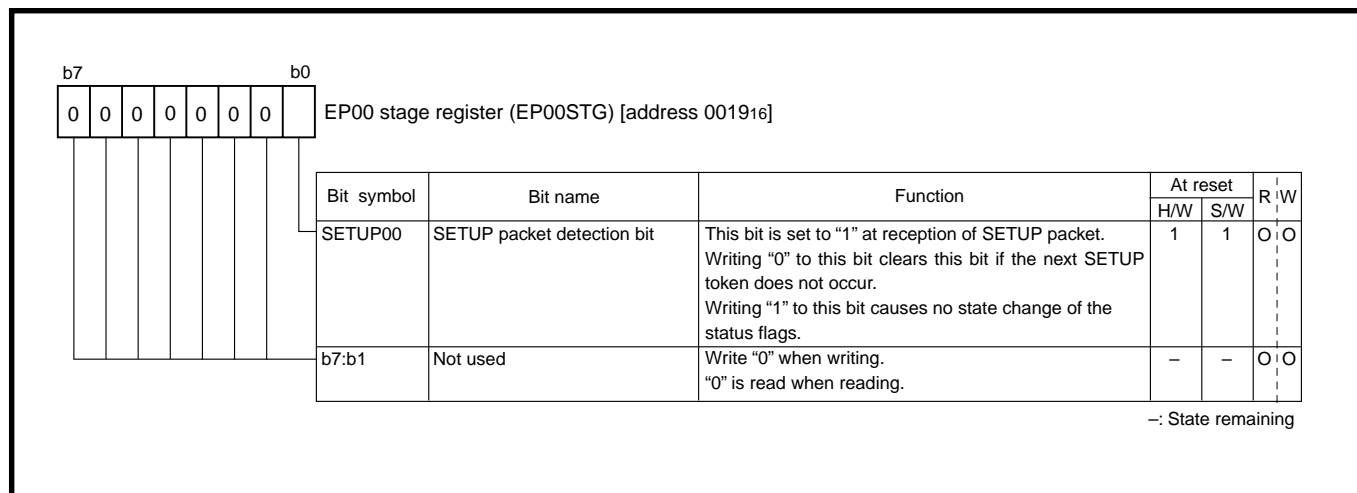 b7 b0
0 0 0 0 0 0 0
EP00 stage register (EP00STG) [address 001916]
Bit symbol Bit name Function At reset R W
H/W S/W
SETUP00 SETUP packet detection bit This bit is set to “1” at reception of SETUP packet. 1 1 O O
Writing “0” to this bit clears this bit if the next SETUP
token does not occur.
Writing “1” to this bit causes no state change of the
status flags.
b7:b1 Not used Write “0” when writing. – – O O
“0” is read when reading.
–: State remaining